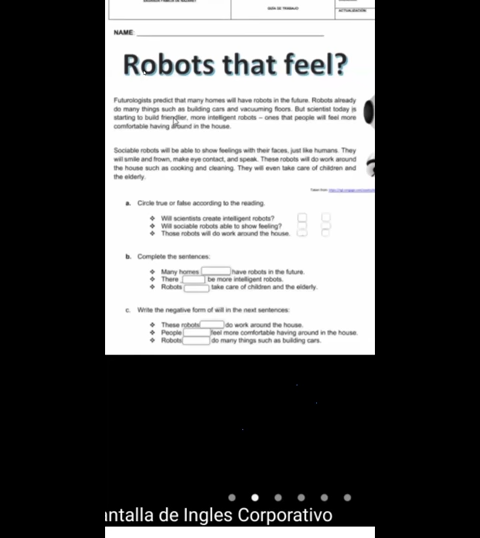 GUÍA DE TRABAJO
ACTUALIZACIÓN:
NAME:
Robots that feel?
Futurologists predict that many homes will have robots in the future. Robots already
do many things such as building cars and vacuuming floors. But scientist today is
starting to build friendlier, more intelligent robots – ones that people will feel more
comfortable having around in the house.
Sociable robots will be able to show feelings with their faces, just like humans. They
will smile and frown, make eye contact, and speak. These robots will do work around
the house such as cooking and cleaning. They will even take care of children and
the elderly.
Taken from:
a. Circle true or false according to the reading.
❖ Will scientists create intelligent robots?
❖ Will sociable robots able to show feeling?
❖ Those robots will do work around the house.
b. Complete the sentences:
❖ Many homes have robots in the future.
❖ There be more intelligent robots.
❖ Robots take care of children and the elderly.
c. Write the negative form of will in the next sentences:
❖ These robots do work around the house.
❖ People feel more comfortable having around in the house.
❖ Robots do many things such as building cars.
antalla de Ingles Corporativo